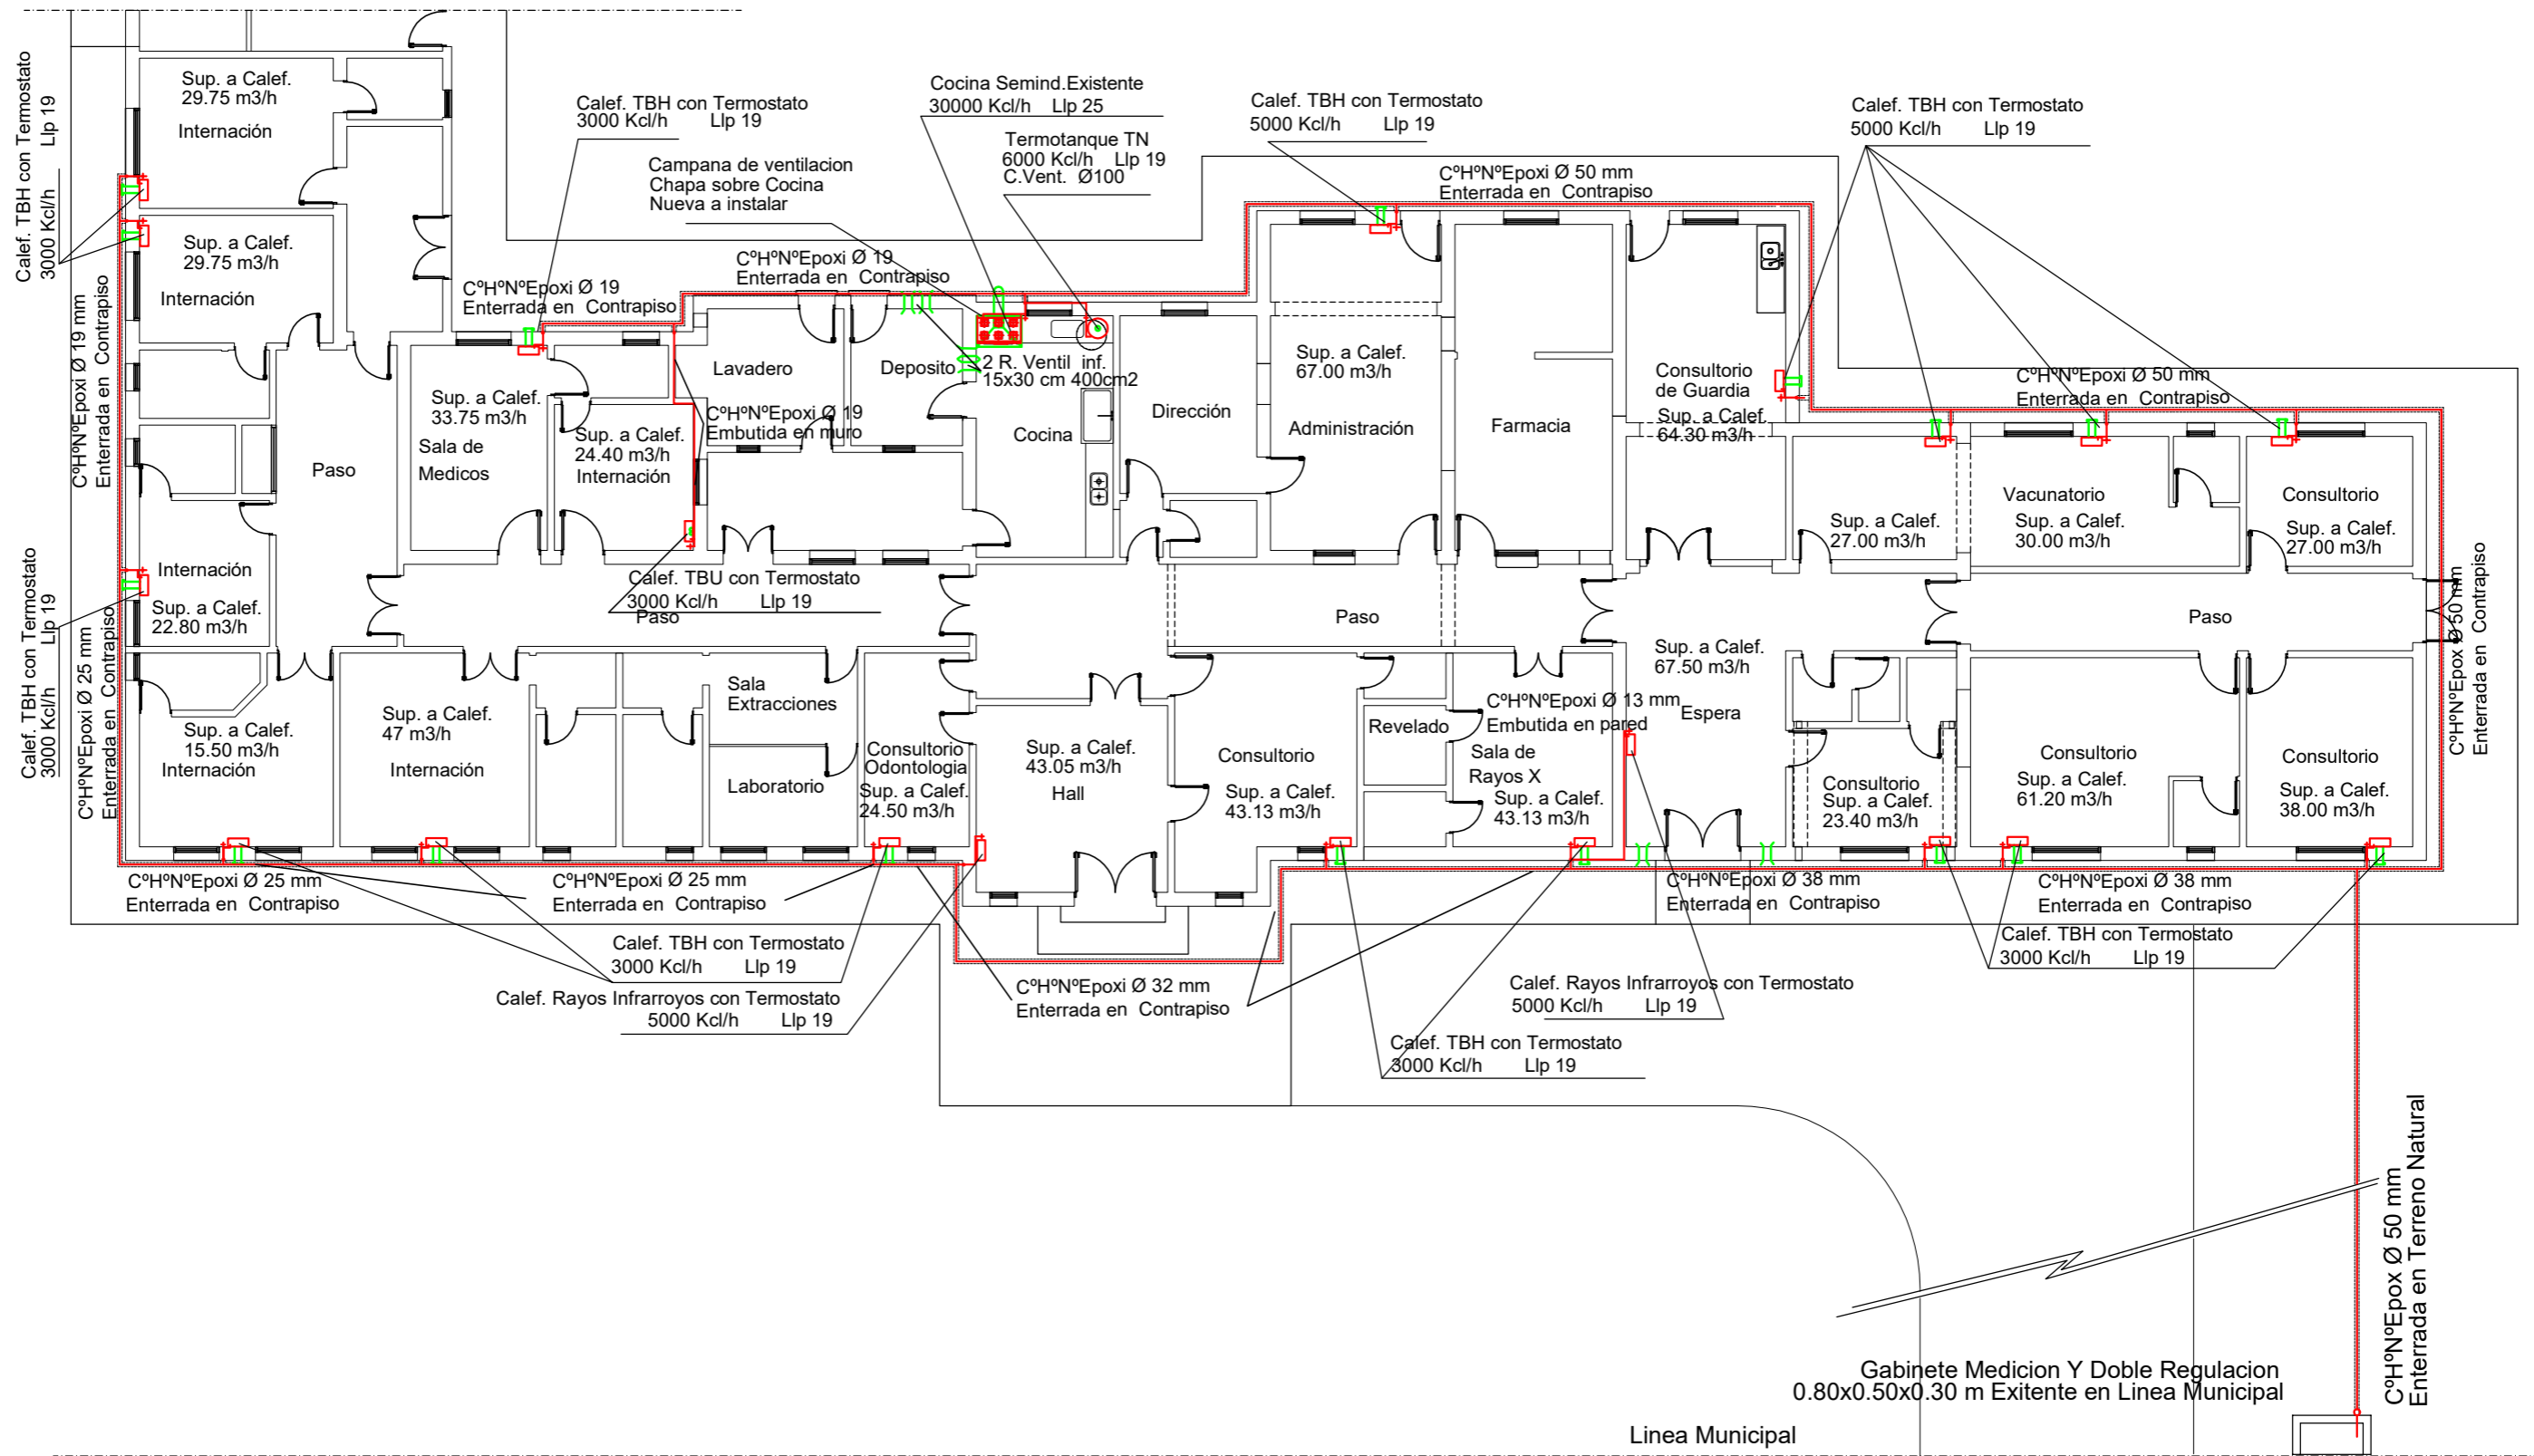 Calef. TBH con Termostato
3000 Kcl/h Llp 19
Sup. a Calef.
29.75 m3/h
Internación
Sup. a Calef.
29.75 m3/h
Internación
CºHºNºEpoxi Ø 19 mm
Enterrada en Contrapiso
Calef. TBH con Termostato
3000 Kcl/h Llp 19
Campana de ventilacion
Chapa sobre Cocina
Nueva a instalar
Cocina Semind.Existente
30000 Kcl/h Llp 25
Termotanque TN
6000 Kcl/h Llp 19
C.Vent. Ø100
Calef. TBH con Termostato
5000 Kcl/h Llp 19
CºHºNºEpoxi Ø 50 mm
Enterrada en Contrapiso
Calef. TBH con Termostato
5000 Kcl/h Llp 19
CºHºNºEpoxi Ø 19
Enterrada en Contrapiso
CºHºNºEpoxi Ø 19
Enterrada en Contrapiso
Sup. a Calef.
33.75 m3/h
Sala de
Medicos
Paso
Sup. a Calef.
24.40 m3/h
Internación
Lavadero
CºHºNºEpoxi Ø 19
Embutida en muro
Deposito
2 R. Ventil inf.
15x30 cm 400cm2
Cocina
Dirección
Sup. a Calef.
67.00 m3/h
Administración
Farmacia
Consultorio
de Guardia
Sup. a Calef.
64.30 m3/h
CºHºNºEpoxi Ø 50 mm
Enterrada en Contrapiso
Sup. a Calef.
27.00 m3/h
Vacunatorio
Sup. a Calef.
30.00 m3/h
Consultorio
Sup. a Calef.
27.00 m3/h
CºHºNºEpox Ø 50 mm
Enterrada en Contrapiso
Calef. TBH con Termostato
3000 Kcl/h Llp 19
CºHºNºEpoxi Ø 25 mm
Enterrada en Contrapiso
Internación
Sup. a Calef.
22.80 m3/h
Calef. TBU con Termostato
3000 Kcl/h Llp 19
Paso
Paso
Paso
Sup. a Calef.
15.50 m3/h
Internación
Sup. a Calef.
47 m3/h
Internación
Sala
Extracciones
Laboratorio
Consultorio
Odontologia
Sup. a Calef.
24.50 m3/h
Sup. a Calef.
43.05 m3/h
Hall
Consultorio
Sup. a Calef.
43.13 m3/h
Revelado
CºHºNºEpoxi Ø 13 mm
Embutida en pared
Sala de
Rayos X
Sup. a Calef.
43.13 m3/h
Sup. a Calef.
67.50 m3/h
Espera
Consultorio
Sup. a Calef.
23.40 m3/h
Consultorio
Sup. a Calef.
61.20 m3/h
Consultorio
Sup. a Calef.
38.00 m3/h
CºHºNºEpoxi Ø 25 mm
Enterrada en Contrapiso
CºHºNºEpoxi Ø 25 mm
Enterrada en Contrapiso
CºHºNºEpoxi Ø 38 mm
Enterrada en Contrapiso
CºHºNºEpoxi Ø 38 mm
Enterrada en Contrapiso
Calef. TBH con Termostato
3000 Kcl/h Llp 19
Calef. Rayos Infrarroyos con Termostato
5000 Kcl/h Llp 19
CºHºNºEpoxi Ø 32 mm
Enterrada en Contrapiso
Calef. Rayos Infrarroyos con Termostato
5000 Kcl/h Llp 19
Calef. TBH con Termostato
3000 Kcl/h Llp 19
Calef. TBH con Termostato
3000 Kcl/h Llp 19
CºHºNºEpox Ø 50 mm
Enterrada en Terreno Natural
Gabinete Medicion Y Doble Regulacion
0.80x0.50x0.30 m Exitente en Linea Municipal
Linea Municipal